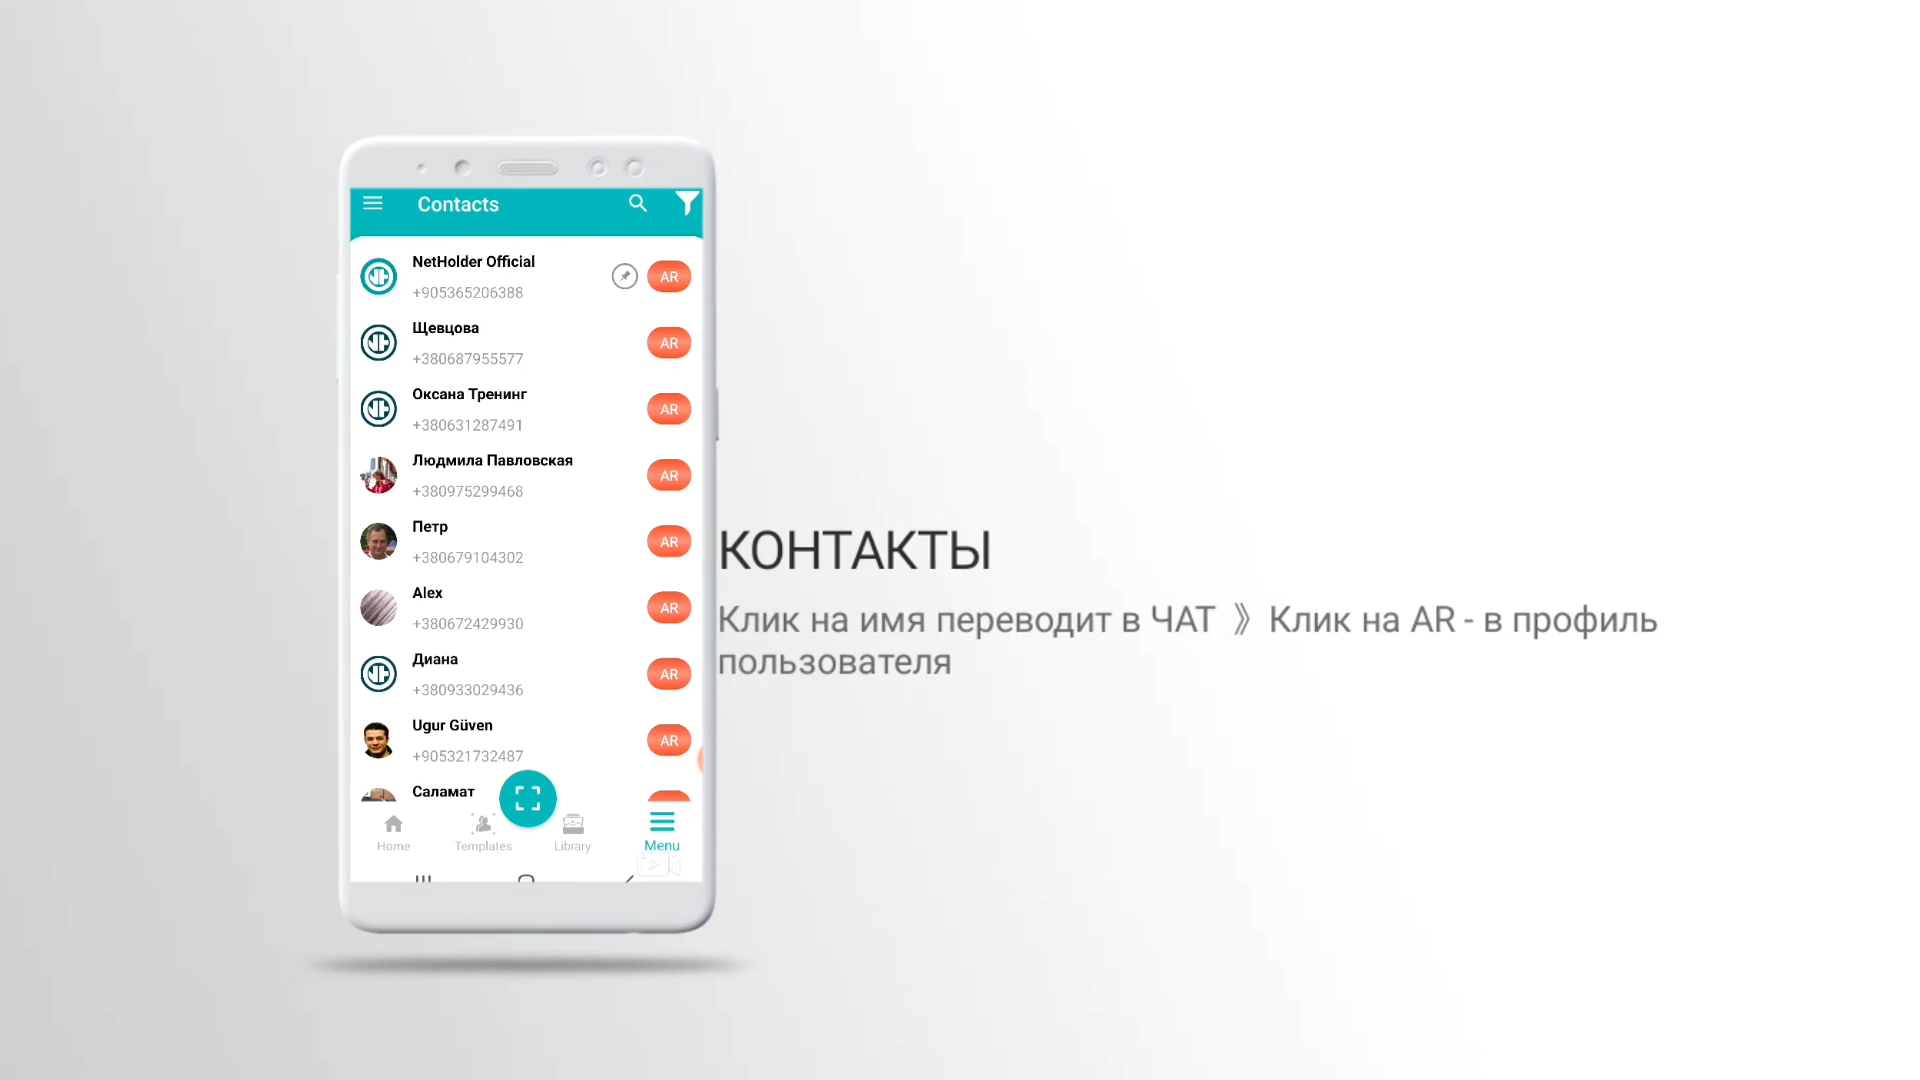 Contacts
NetHolder Official
+905365206388
AR
Щевцова
+380687955577
AR
Оксана Тренинг
+380631287491
AR
Людмила Павловская
+380975299468
AR
Петр
+380679104302
AR
Alex
+380672429930
AR
Диана
+380933029436
AR
Ugur Güven
+905321732487
AR
Саламат
Home
Templates
Library
Menu
КОНТАКТЫ
Клик на имя переводит в ЧАТ 》Клик на AR - в профиль
пользователя